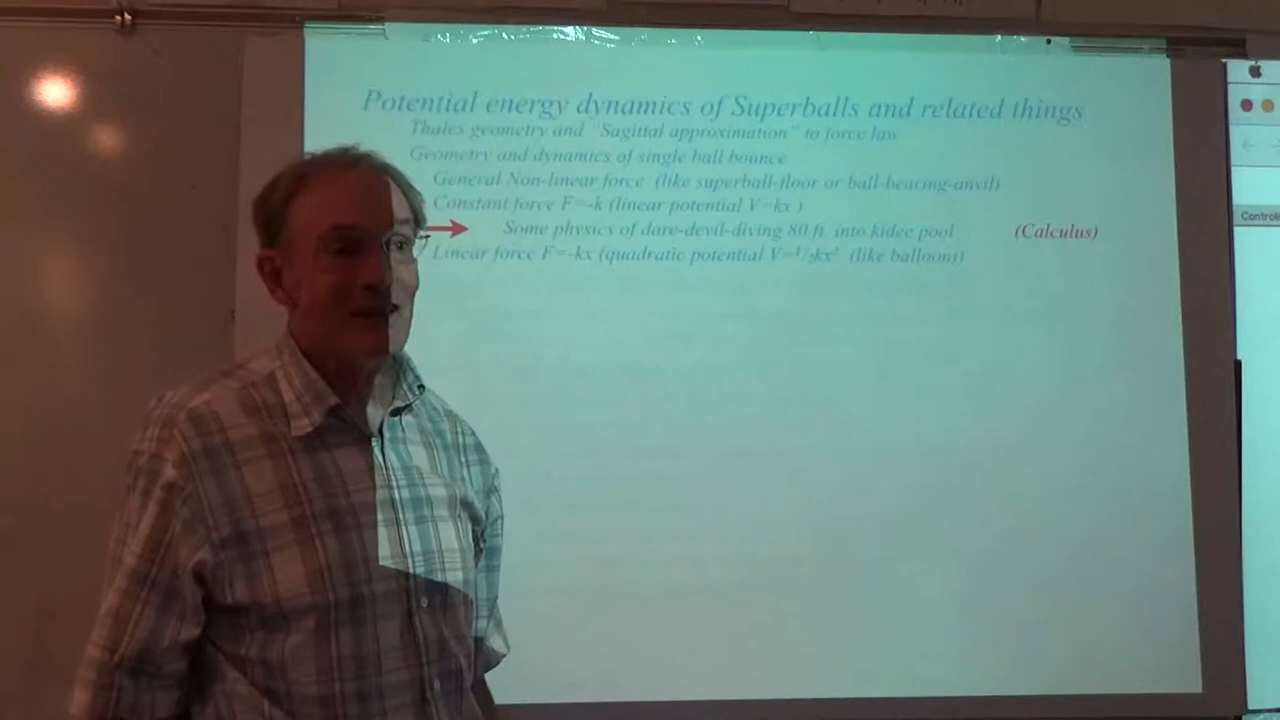 Potential energy dynamics of Superballs and related things
Thales geometry and "Sagittal approximation" to force law
Geometry and dynamics of single ball bounce
General Non-linear force (like superball-floor or ball-bearing-anvil)
Constant force F=-k (linear potential V=kx )
Some physics of dare-devil-diving 80 ft. into kidee pool (Calculus)
Linear force F=-kx (quadratic potential V=½kx² (like balloon))
Controls